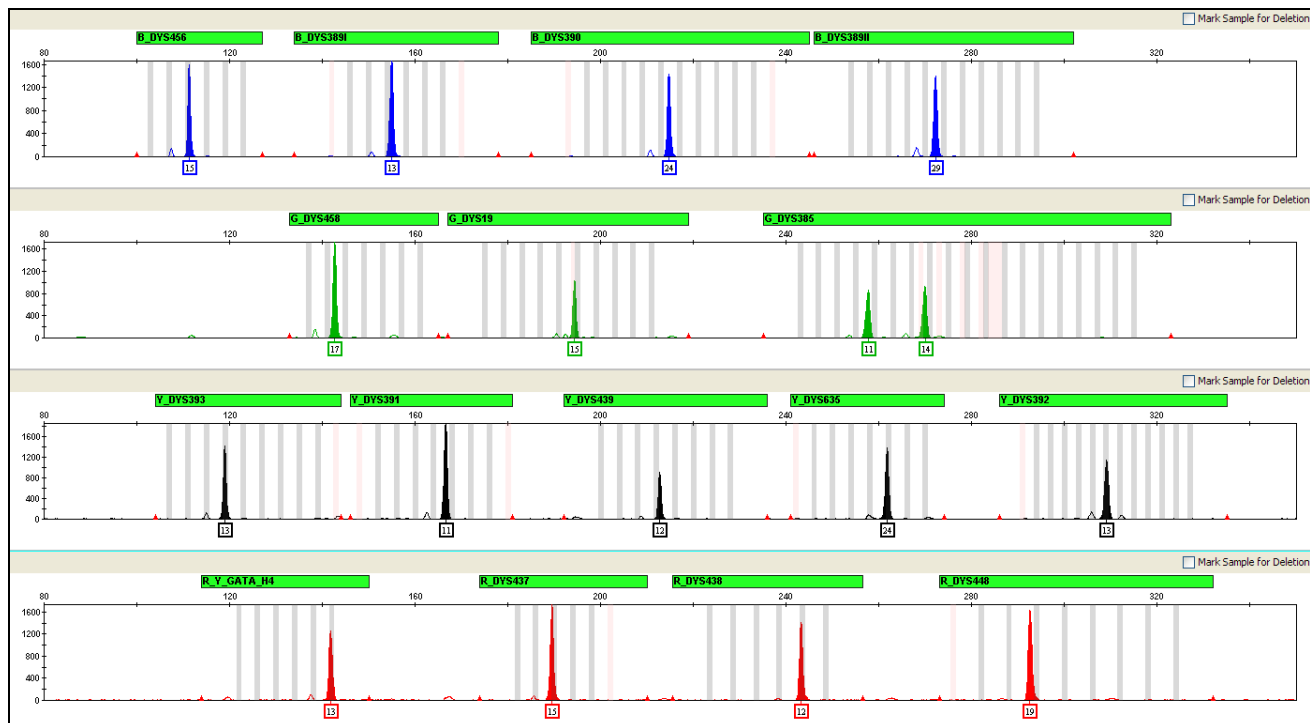 Mark Sample for Deletion
B_DYS456 B_DYS389I B_DYS390 B_DYS389II
80 120 160 200 240 280 320
1600
1200
800
400
0
15 13 24 29
Mark Sample for Deletion
G_DYS458 G_DYS19 G_DYS385
80 120 160 200 240 280 320
1600
1200
800
400
0
17 15 11 14
Mark Sample for Deletion
Y_DYS393 Y_DYS391 Y_DYS439 Y_DYS635 Y_DYS392
80 120 160 200 240 280 320
1600
1200
800
400
0
13 11 12 24 13
Mark Sample for Deletion
R_Y_GATA_H4 R_DYS437 R_DYS438 R_DYS448
80 120 160 200 240 280 320
1600
1200
800
400
0
13 15 12 19